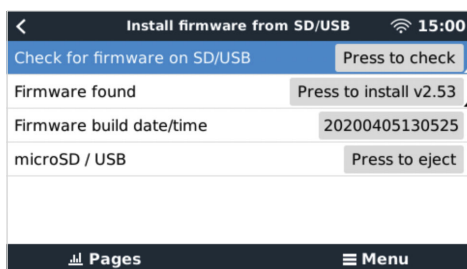 Install firmware from SD/USB 15:00
Check for firmware on SD/USB Press to check
Firmware found Press to install v2.53
Firmware build date/time 20200405130525
microSD / USB Press to eject
Pages Menu